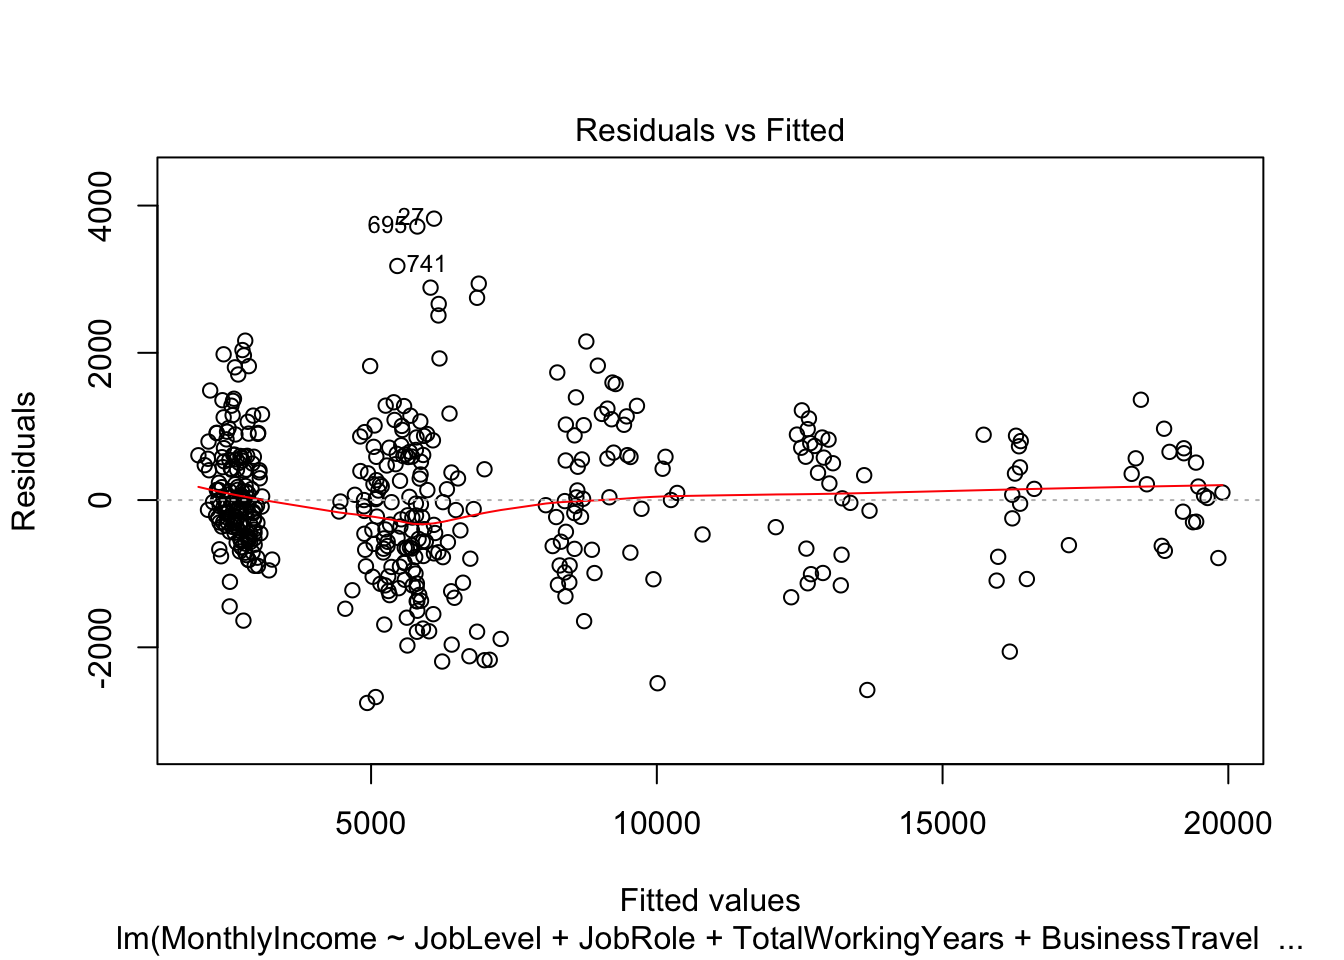 Residuals vs Fitted
Residuals
4000
2000
0
-2000
27
695
741
5000 10000 15000 20000
Fitted values
lm(MonthlyIncome ~ JobLevel + JobRole + TotalWorkingYears + BusinessTravel ...